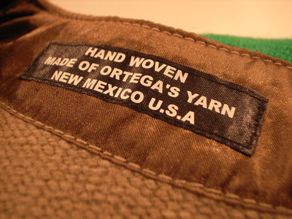 HAND WOVEN
MADE OF ORTEGA'S YARN
NEW MEXICO U.S.A